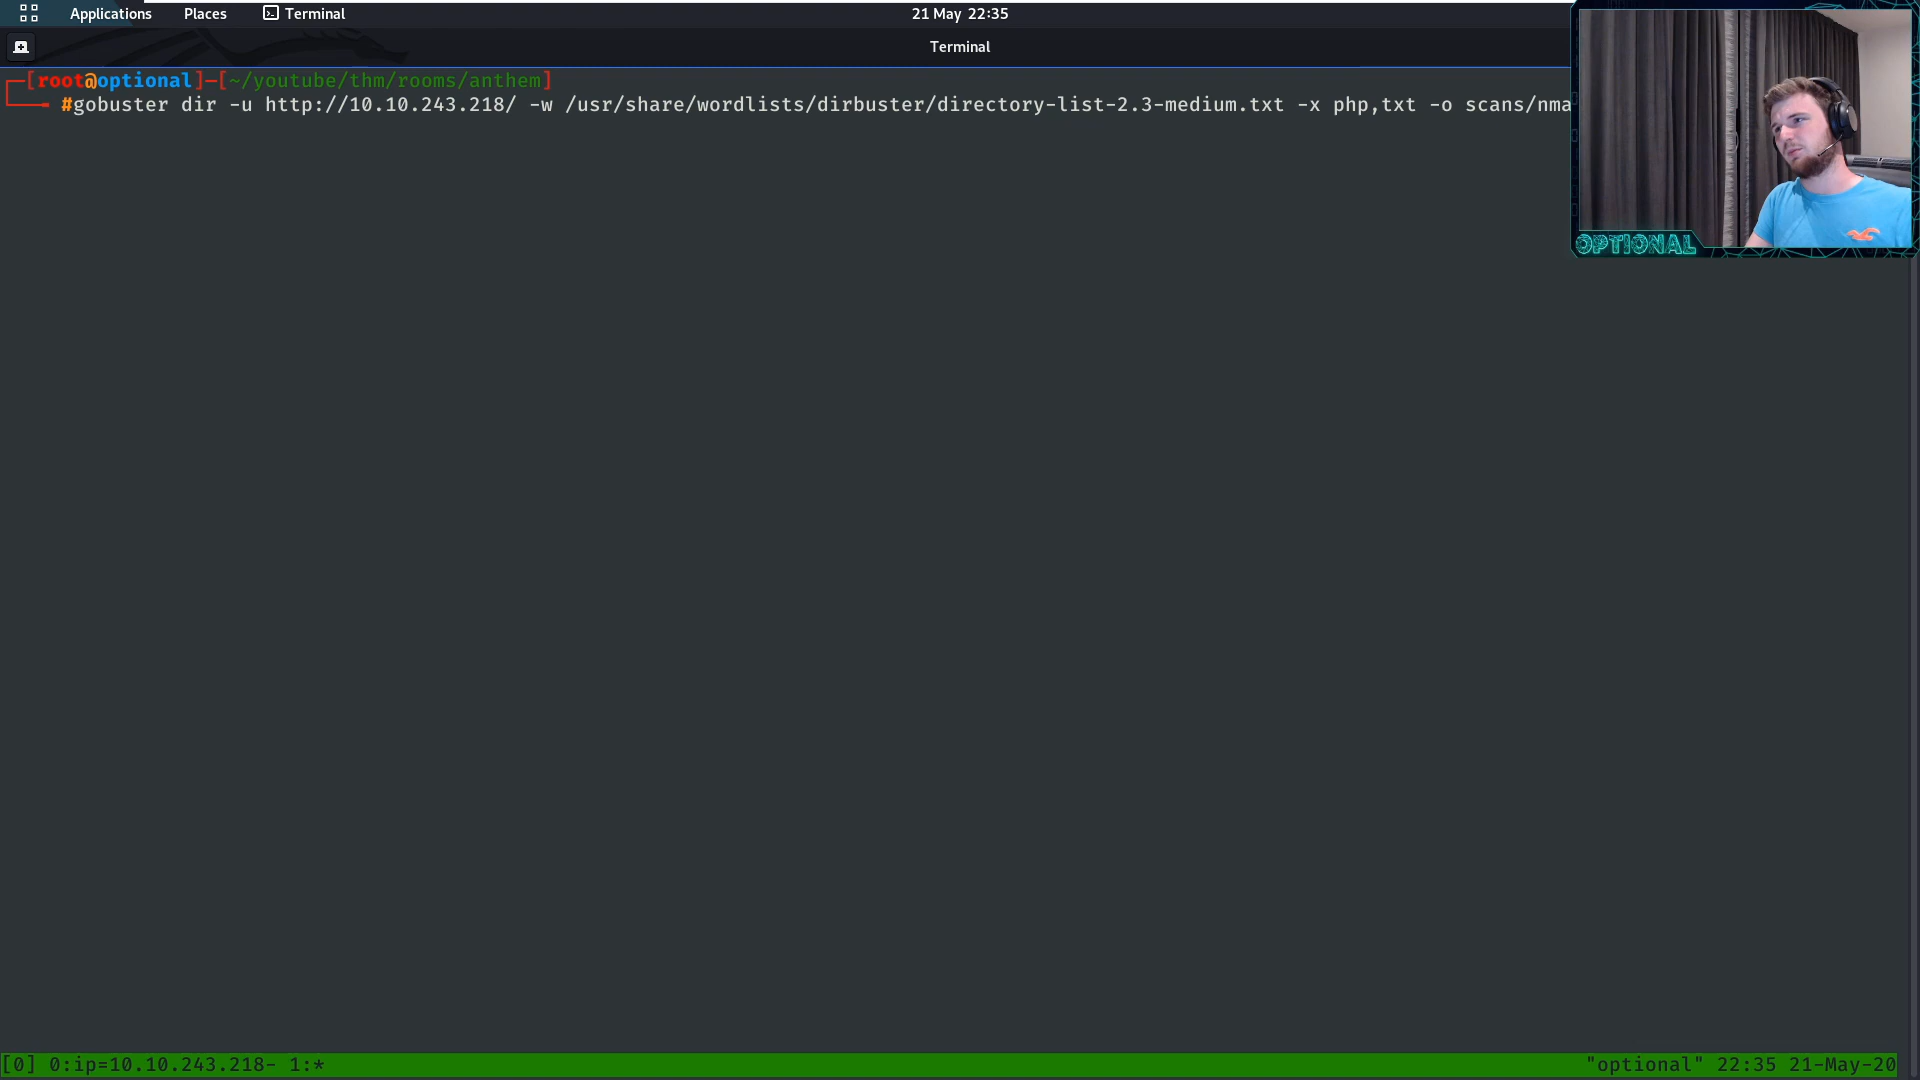 Applications Places Terminal 21 May 22:35
Terminal
[root@optional]-[~/youtube/thm/rooms/anthem]
#gobuster dir -u http://10.10.243.218/ -w /usr/share/wordlists/dirbuster/directory-list-2.3-medium.txt -x php,txt -o scans/nma
OPTIONAL
[0] 0:ip=10.10.243.218- 1:* "optional" 22:35 21-May-20